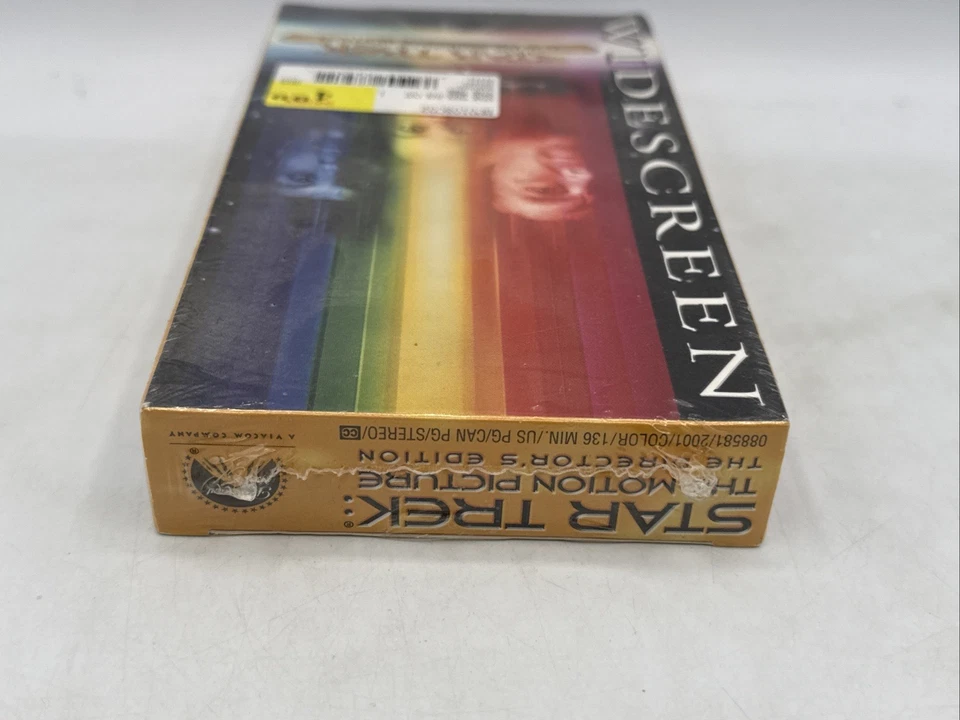 WIDESCREEN
STAR TREK:®
THE MOTION PICTURE
THE DIRECTOR'S EDITION
088581/2001/COLOR/136 MIN./US PG/CAN PG/STEREO/CC
®
A VIACOM COMPANY